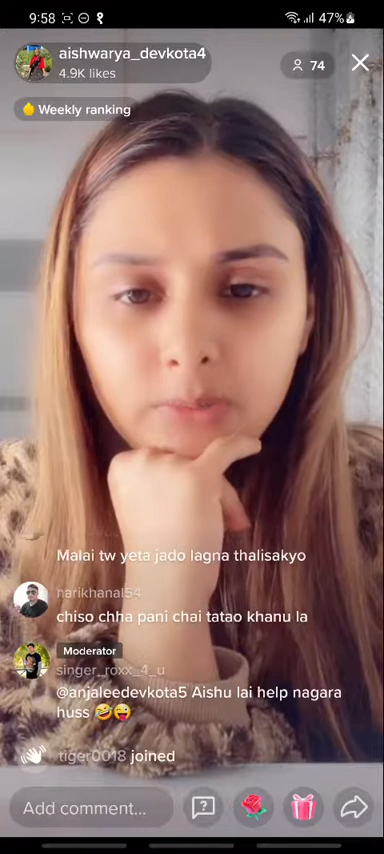 9:58
47%
aishwarya_devkota4
4.9K likes
74
Weekly ranking
Malai tw yeta jado lagna thalisakyo
narikhanal54
chiso chha pani chai tatao khanu la
Moderator
singer_roxx_4_u
@anjaleedevkota5 Aishu lai help nagara
huss 🤣😜
tiger0018 joined
Add comment...